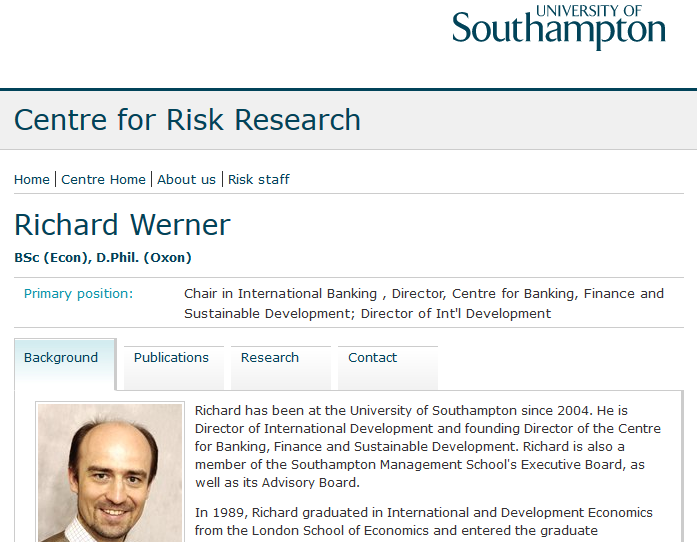 UNIVERSITY OF
Southampton
Centre for Risk Research
Home | Centre Home | About us | Risk staff
Richard Werner
BSc (Econ), D.Phil. (Oxon)
Primary position: Chair in International Banking , Director, Centre for Banking, Finance and
Sustainable Development; Director of Int'l Development
Background Publications Research Contact
Richard has been at the University of Southampton since 2004. He is
Director of International Development and founding Director of the Centre
for Banking, Finance and Sustainable Development. Richard is also a
member of the Southampton Management School's Executive Board, as
well as its Advisory Board.
In 1989, Richard graduated in International and Development Economics
from the London School of Economics and entered the graduate